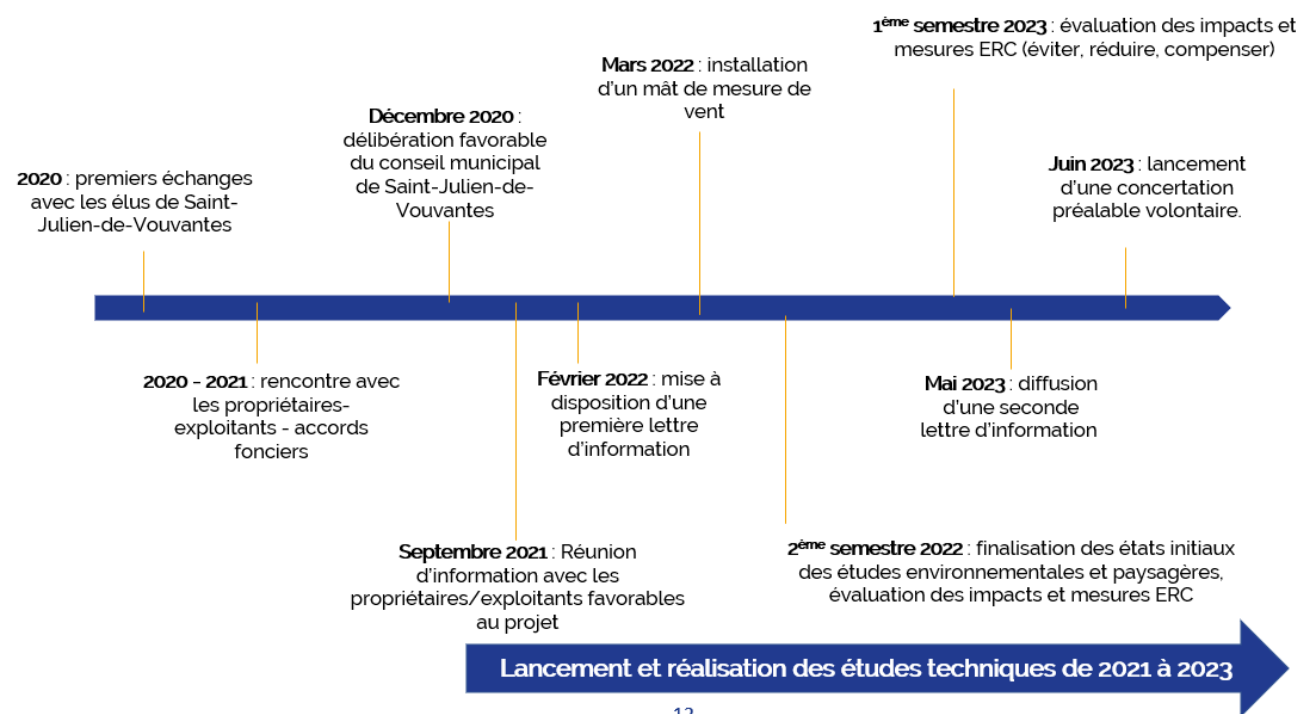 1ème semestre 2023 : évaluation des impacts et
mesures ERC (éviter, réduire, compenser)
Mars 2022 : installation
d'un mât de mesure de
vent
Décembre 2020 :
délibération favorable
du conseil municipal
de Saint-Julien-de-
Vouvantes
Juin 2023 : lancement
d'une concertation
préalable volontaire.
2020 : premiers échanges
avec les élus de Saint-
Julien-de-Vouvantes
2020 – 2021 : rencontre avec
les propriétaires-
exploitants - accords
fonciers
Février 2022 : mise à
disposition d'une
première lettre
d'information
Mai 2023 : diffusion
d'une seconde
lettre d'information
Septembre 2021 : Réunion
d'information avec les
propriétaires/exploitants favorables
au projet
2ème semestre 2022 : finalisation des états initiaux
des études environnementales et paysagères,
évaluation des impacts et mesures ERC
Lancement et réalisation des études techniques de 2021 à 2023